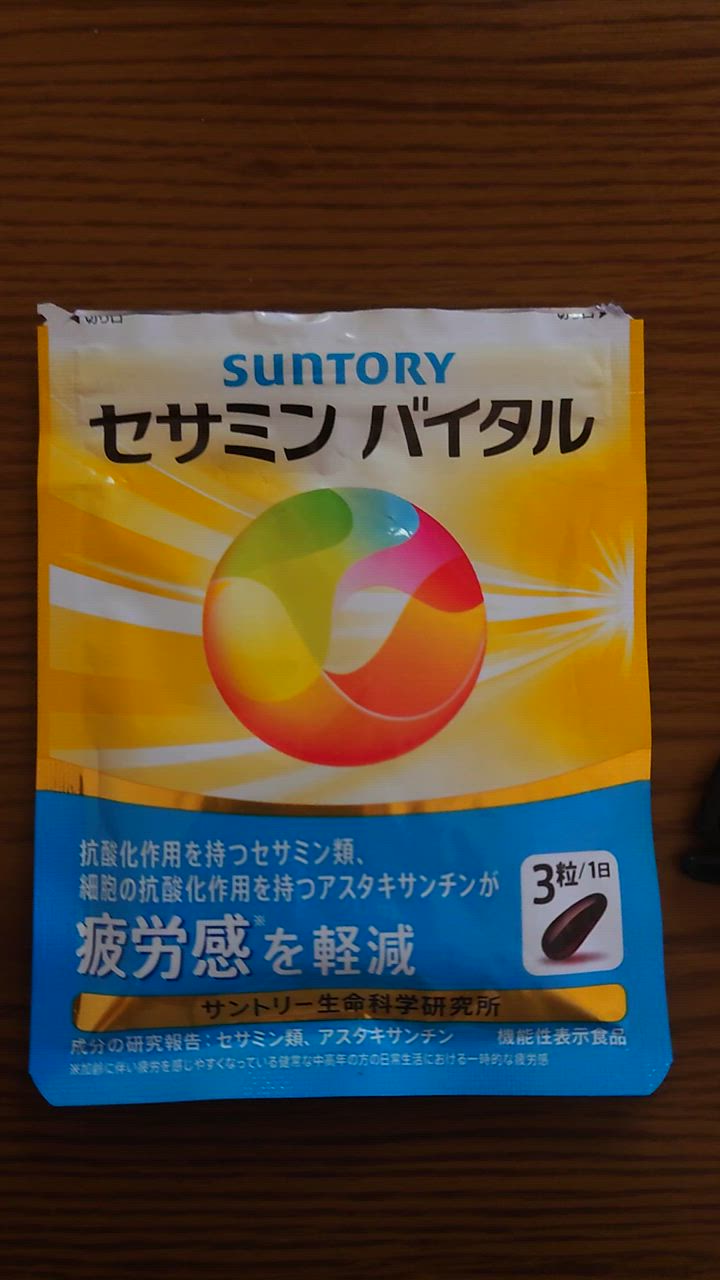 SUNTORY
セサミン バイタル
抗酸化作用を持つセサミン類、
細胞の抗酸化作用を持つアスタキサンチンが
疲労感※を軽減
3粒/1日
サントリー生命科学研究所
成分の研究報告：セサミン類、アスタキサンチン 機能性表示食品
※加齢に伴い疲労を感じやすくなっている健常な中高年の方の日常生活における一時的な疲労感